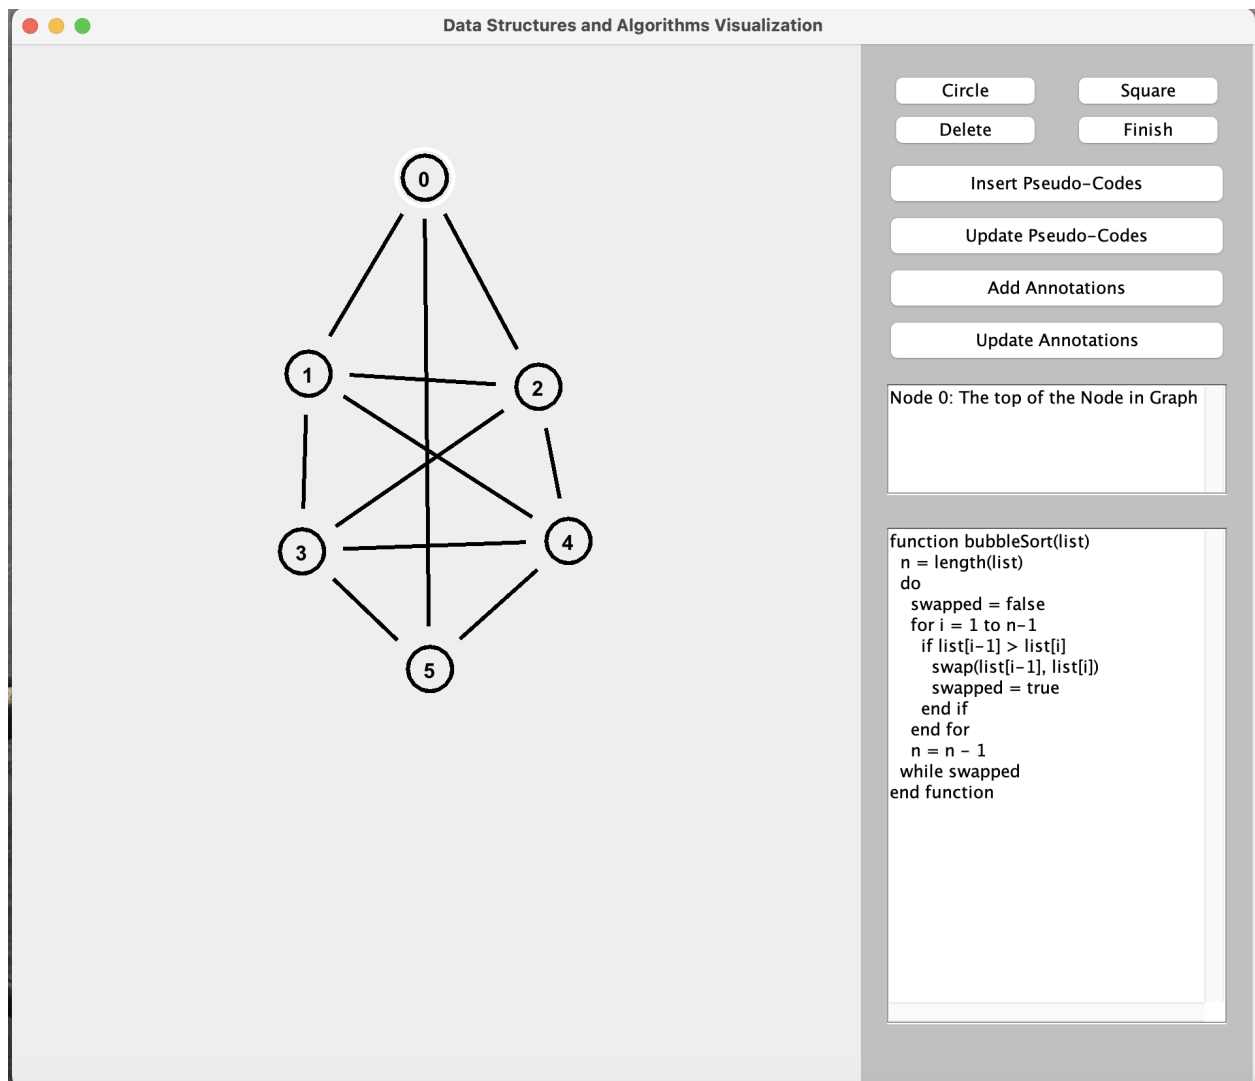 Data Structures and Algorithms Visualization
Circle
Square
Delete
Finish
Insert Pseudo-Codes
Update Pseudo-Codes
Add Annotations
Update Annotations
Node 0: The top of the Node in Graph
function bubbleSort(list)
  n = length(list)
  do
    swapped = false
    for i = 1 to n-1
      if list[i-1] > list[i]
        swap(list[i-1], list[i])
        swapped = true
      end if
    end for
    n = n - 1
  while swapped
end function
0
1
2
3
4
5